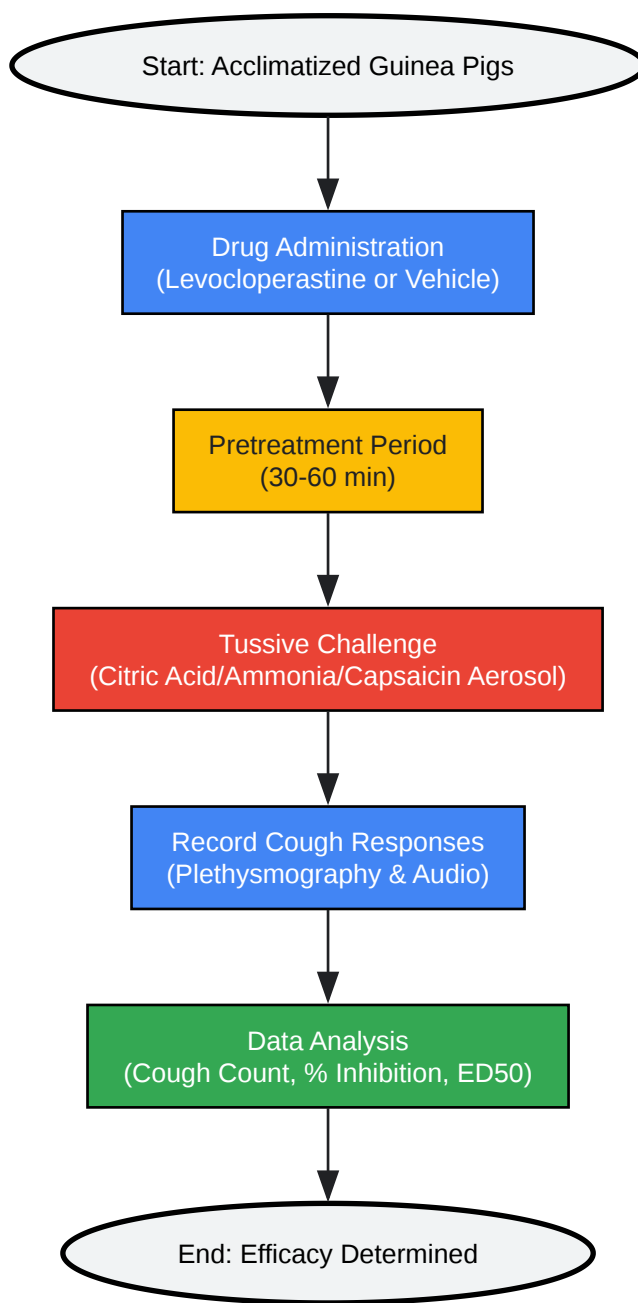 Start: Acclimatized Guinea Pigs
Drug Administration
(Levocloperastine or Vehicle)
Pretreatment Period
(30-60 min)
Tussive Challenge
(Citric Acid/Ammonia/Capsaicin Aerosol)
Record Cough Responses
(Plethysmography & Audio)
Data Analysis
(Cough Count, % Inhibition, ED50)
End: Efficacy Determined